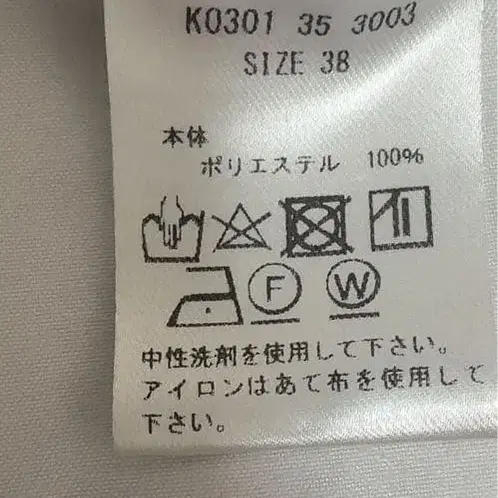 K0301 35 3003
SIZE 38
本体
ポリエステル 100%
F W
中性洗剤を使用して下さい。
アイロンはあて布を使用して
下さい。